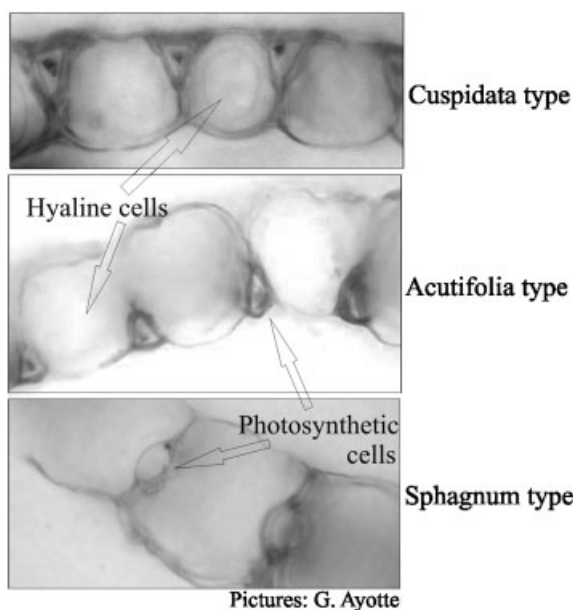 Cuspidata type
Hyaline cells
Acutifolia type
Photosynthetic
cells
Sphagnum type
Pictures: G. Ayotte